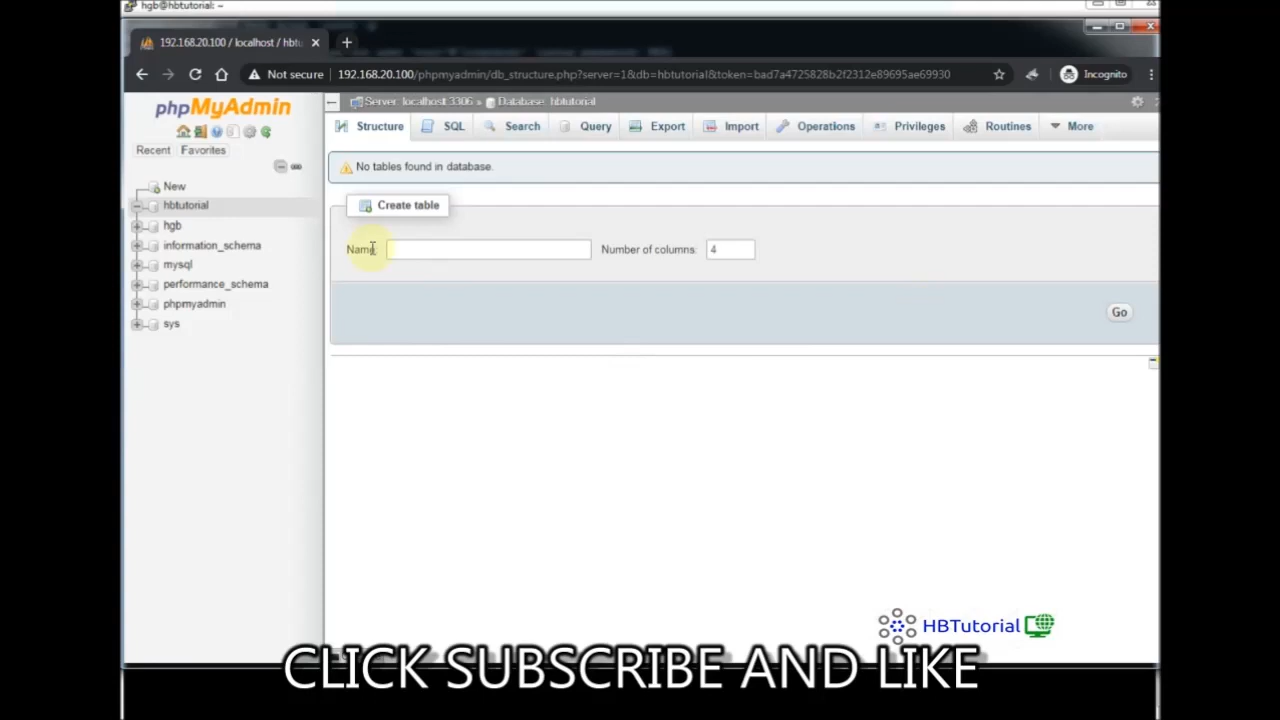 hgb@hbtutorial: ~
192.168.20.100 / localhost / hbtu
Not secure
192.168.20.100/phpmyadmin/db_structure.php?server=1&db=hbtutorial&token=bad7a4725828b2f2312e89695ae69930
Incognito
phpMyAdmin
Server: localhost:3306 » Database: hbtutorial
Recent Favorites
Structure SQL Search Query Export Import Operations Privileges Routines More
No tables found in database.
New
hbtutorial
hgb
information_schema
mysql
performance_schema
phpmyadmin
sys
Create table
Name:
Number of columns: 4
Go
HBTutorial
CLICK SUBSCRIBE AND LIKE